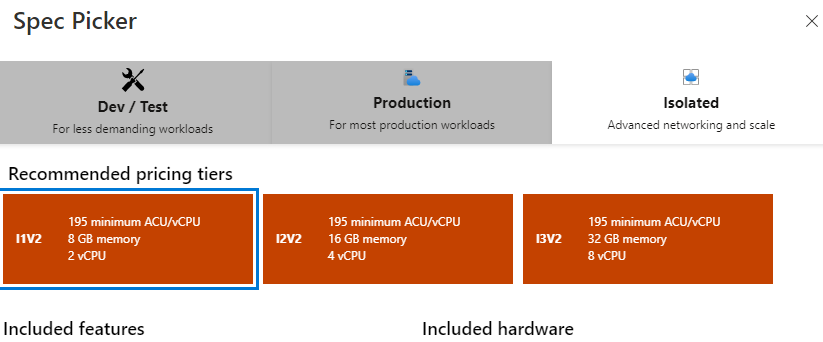 Spec Picker
Dev / Test
For less demanding workloads
Production
For most production workloads
Isolated
Advanced networking and scale
Recommended pricing tiers
I1V2
195 minimum ACU/vCPU
8 GB memory
2 vCPU
I2V2
195 minimum ACU/vCPU
16 GB memory
4 vCPU
I3V2
195 minimum ACU/vCPU
32 GB memory
8 vCPU
Included features
Included hardware